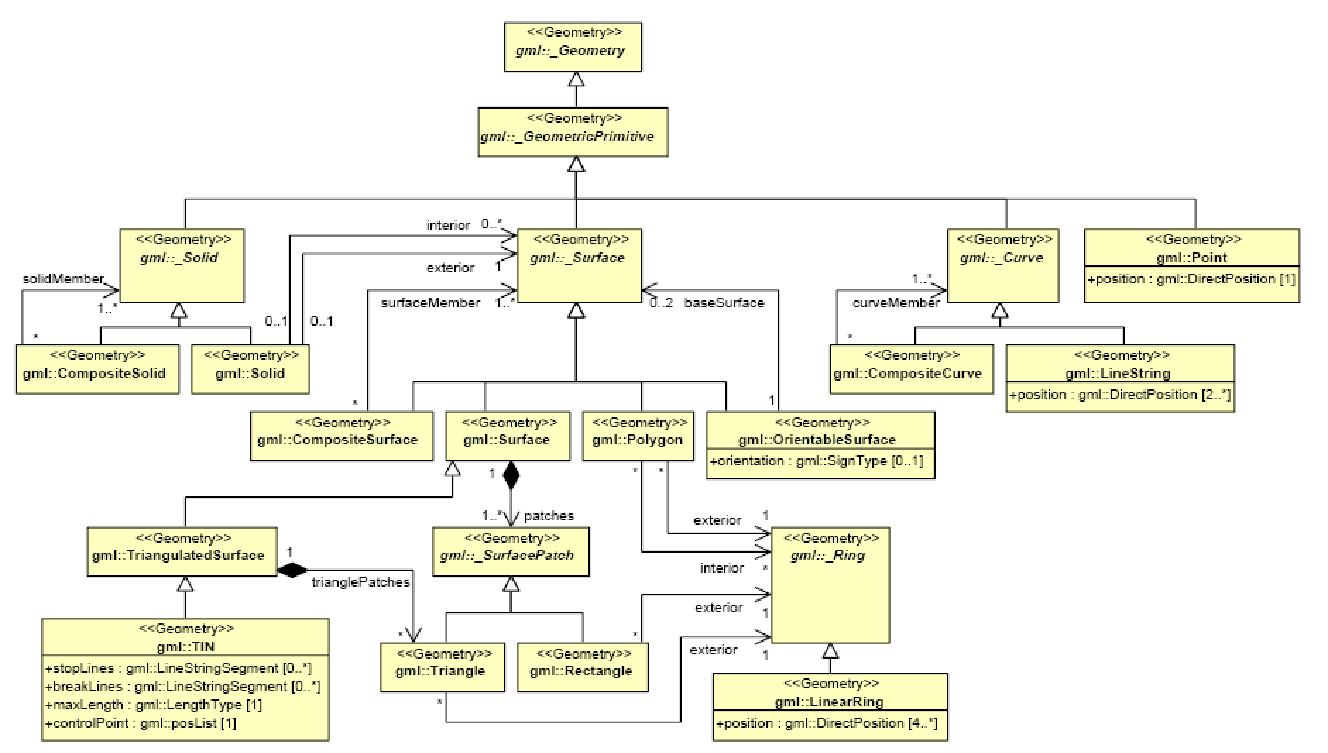 <<Geometry>>
gml::_Geometry
<<Geometry>>
gml::_GeometricPrimitive
<<Geometry>>
gml::_Solid
interior 0..*
exterior 1
<<Geometry>>
gml::_Surface
<<Geometry>>
gml::_Curve
<<Geometry>>
gml::Point
+position : gml::DirectPosition [1]
solidMember
1..*
*
0..1
0..1
surfaceMember 1..*
*
0..2 baseSurface
1
1..*
curveMember
*
<<Geometry>>
gml::CompositeSolid
<<Geometry>>
gml::Solid
<<Geometry>>
gml::CompositeCurve
<<Geometry>>
gml::LineString
+position : gml::DirectPosition [2..*]
<<Geometry>>
gml::CompositeSurface
<<Geometry>>
gml::Surface
<<Geometry>>
gml::Polygon
<<Geometry>>
gml::OrientableSurface
+orientation : gml::SignType [0..1]
1
1..* patches
*
*
exterior 1
interior *
exterior 1
exterior 1
<<Geometry>>
gml::TriangulatedSurface
1
trianglePatches
*
<<Geometry>>
gml::_SurfacePatch
<<Geometry>>
gml::_Ring
<<Geometry>>
gml::TIN
+stopLines : gml::LineStringSegment [0..*]
+breakLines : gml::LineStringSegment [0..*]
+maxLength : gml::LengthType [1]
+controlPoint : gml::posList [1]
<<Geometry>>
gml::Triangle
*
<<Geometry>>
gml::Rectangle
*
<<Geometry>>
gml::LinearRing
+position : gml::DirectPosition [4..*]